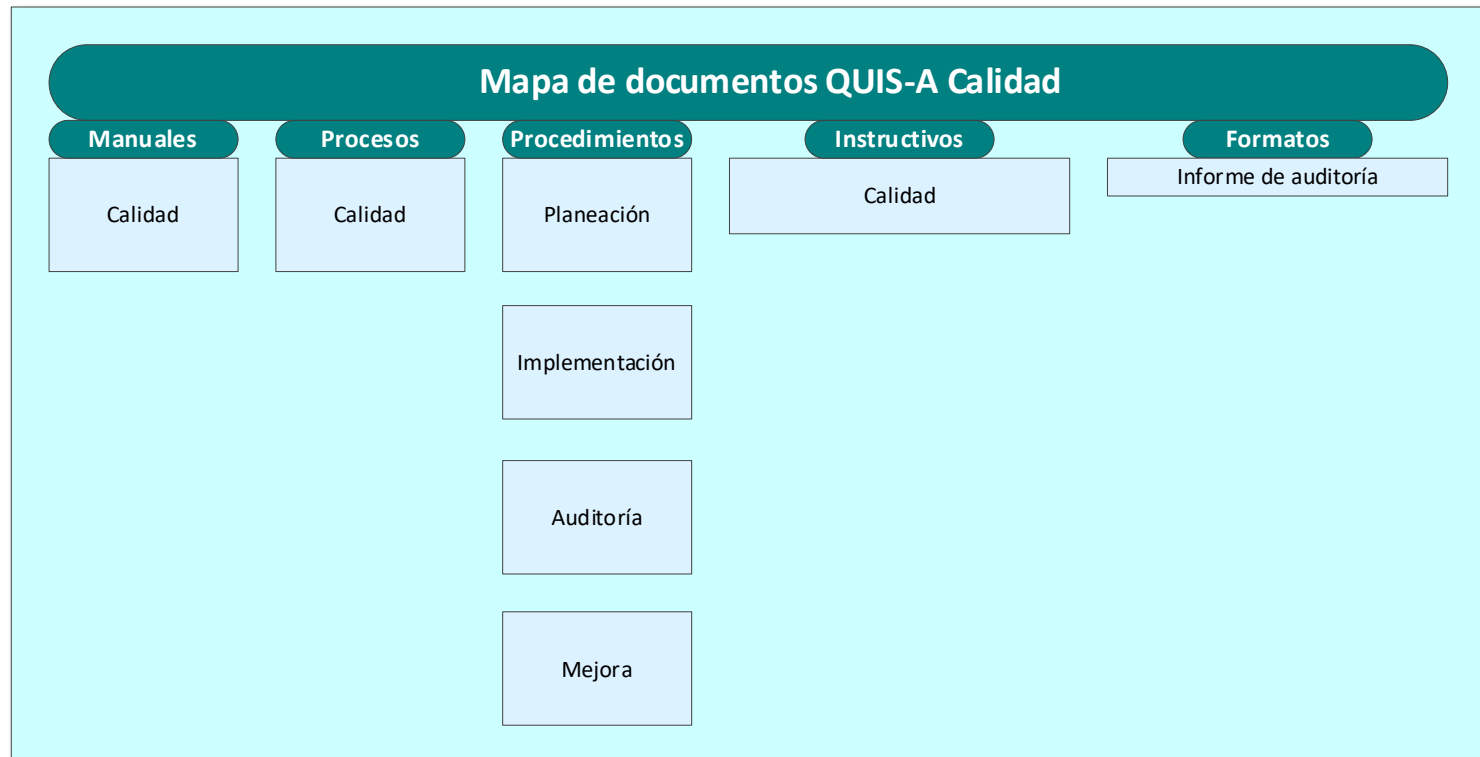 Mapa de documentos QUIS-A Calidad
Manuales
Procesos
Procedimientos
Instructivos
Formatos
Calidad
Calidad
Planeación
Calidad
Informe de auditoría
Implementación
Auditoría
Mejora